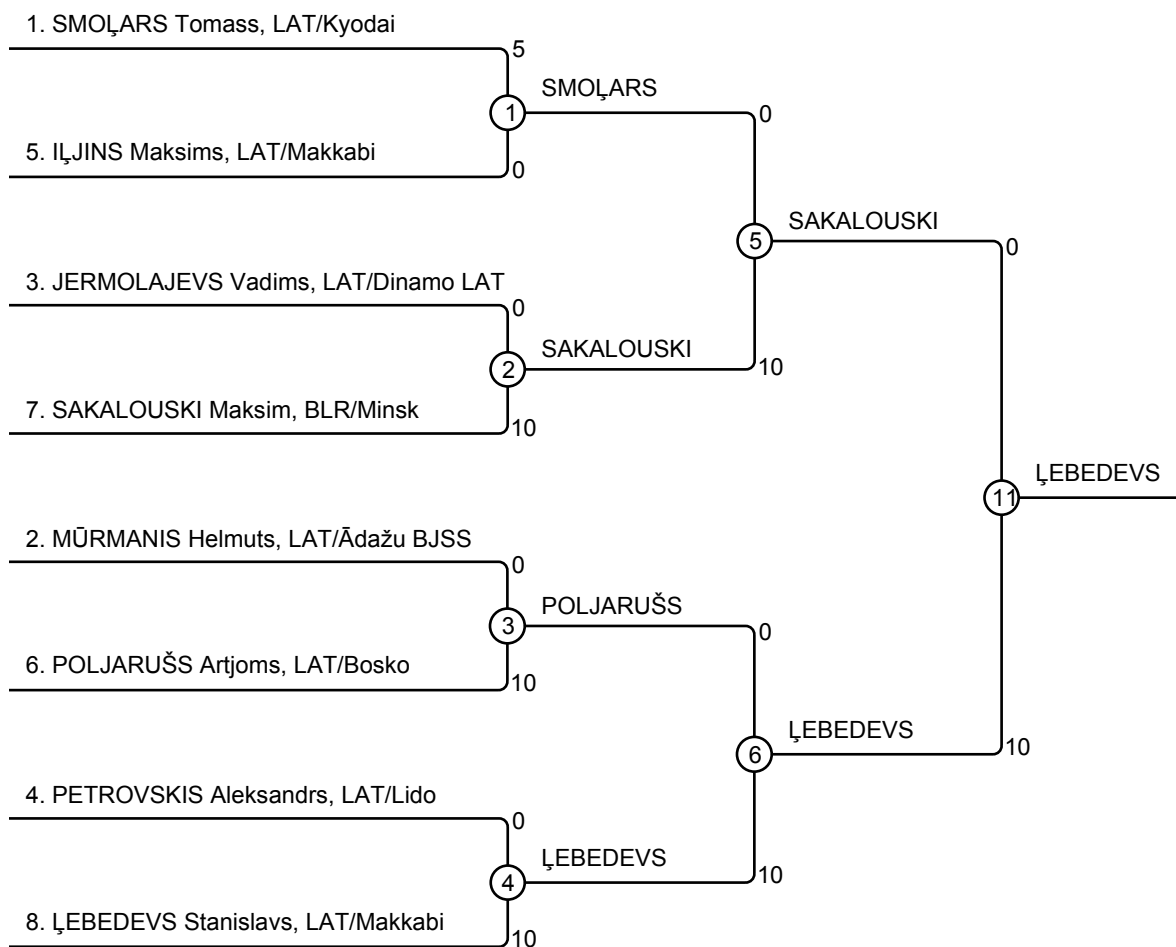 1. SMOĻARS Tomass, LAT/Kyodai
5
SMOĻARS
1
0
5. IĻJINS Maksims, LAT/Makkabi
0
SAKALOUSKI
5
0
3. JERMOLAJEVS Vadims, LAT/Dinamo LAT
0
SAKALOUSKI
2
10
7. SAKALOUSKI Maksim, BLR/Minsk
10
ĻEBEDEVS
11
2. MŪRMANIS Helmuts, LAT/Ādažu BJSS
0
POLJARUŠS
3
0
6. POLJARUŠS Artjoms, LAT/Bosko
10
ĻEBEDEVS
6
10
4. PETROVSKIS Aleksandrs, LAT/Lido
0
ĻEBEDEVS
4
10
8. ĻEBEDEVS Stanislavs, LAT/Makkabi
10